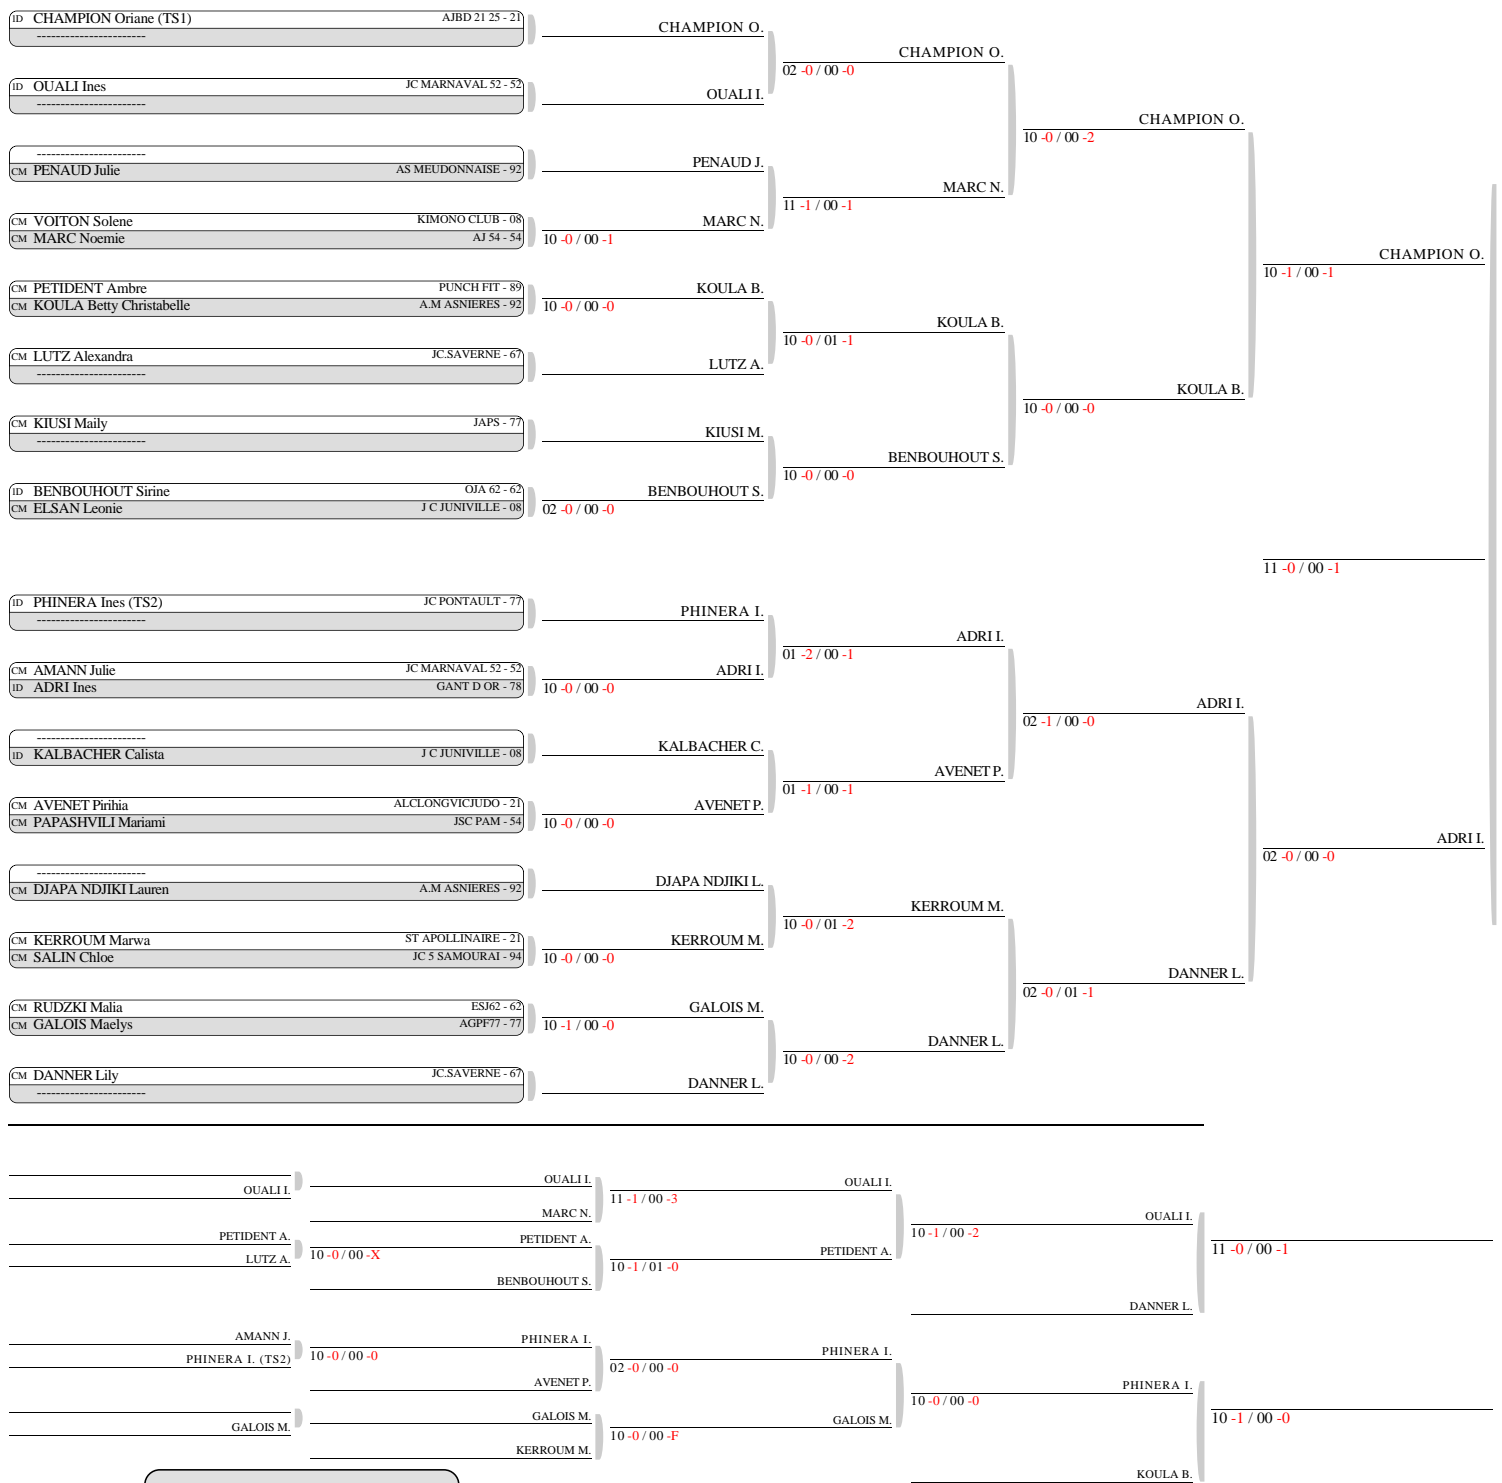 1D CHAMPION Oriane (TS1) AJBD 21 25 - 21
-----------------------
CHAMPION O.
CHAMPION O.
02 -0 / 00 -0
1D OUALI Ines JC MARNAVAL 52 - 52
-----------------------
OUALI I.
CHAMPION O.
10 -0 / 00 -2
-----------------------
CM PENAUD Julie AS MEUDONNAISE - 92
PENAUD J.
MARC N.
11 -1 / 00 -1
CM VOITON Solene KIMONO CLUB - 08
CM MARC Noemie AJ 54 - 54
MARC N.
10 -0 / 00 -1
CHAMPION O.
10 -1 / 00 -1
CM PETIDENT Ambre PUNCH FIT - 89
CM KOULA Betty Christabelle A.M ASNIERES - 92
KOULA B.
10 -0 / 00 -0
KOULA B.
10 -0 / 01 -1
CM LUTZ Alexandra JC.SAVERNE - 67
-----------------------
LUTZ A.
KOULA B.
10 -0 / 00 -0
CM KIUSI Maily JAPS - 77
-----------------------
KIUSI M.
BENBOUHOUT S.
10 -0 / 00 -0
1D BENBOUHOUT Sirine OJA 62 - 62
CM ELSAN Leonie J C JUNIVILLE - 08
BENBOUHOUT S.
02 -0 / 00 -0
11 -0 / 00 -1
1D PHINERA Ines (TS2) JC PONTAULT - 77
-----------------------
PHINERA I.
ADRI I.
01 -2 / 00 -1
CM AMANN Julie JC MARNAVAL 52 - 52
1D ADRI Ines GANT D OR - 78
ADRI I.
10 -0 / 00 -0
ADRI I.
02 -1 / 00 -0
-----------------------
1D KALBACHER Calista J C JUNIVILLE - 08
KALBACHER C.
AVENET P.
01 -1 / 00 -1
CM AVENET Pirihia ALCLONGVICJUDO - 21
CM PAPASHVILI Mariami JSC PAM - 54
AVENET P.
10 -0 / 00 -0
ADRI I.
02 -0 / 00 -0
-----------------------
CM DJAPA NDJIKI Lauren A.M ASNIERES - 92
DJAPA NDJIKI L.
KERROUM M.
10 -0 / 01 -2
CM KERROUM Marwa ST APOLLINAIRE - 21
CM SALIN Chloe JC 5 SAMOURAI - 94
KERROUM M.
10 -0 / 00 -0
DANNER L.
02 -0 / 01 -1
CM RUDZKI Malia ESJ62 - 62
CM GALOIS Maelys AGPF77 - 77
GALOIS M.
10 -1 / 00 -0
DANNER L.
10 -0 / 00 -2
CM DANNER Lily JC.SAVERNE - 67
-----------------------
DANNER L.
OUALI I.
OUALI I.
OUALI I.
11 -1 / 00 -3
MARC N.
OUALI I.
10 -1 / 00 -2
PETIDENT A.
LUTZ A.
PETIDENT A.
10 -0 / 00 -X
PETIDENT A.
10 -1 / 01 -0
11 -0 / 00 -1
BENBOUHOUT S.
DANNER L.
AMANN J.
PHINERA I. (TS2)
PHINERA I.
10 -0 / 00 -0
PHINERA I.
02 -0 / 00 -0
AVENET P.
PHINERA I.
10 -0 / 00 -0
GALOIS M.
GALOIS M.
GALOIS M.
10 -0 / 00 -F
10 -1 / 00 -0
KERROUM M.
KOULA B.